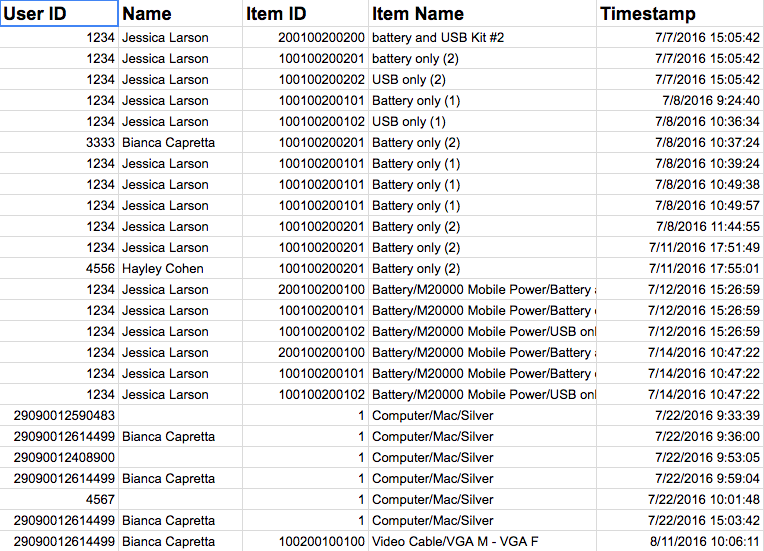 User ID Name Item ID Item Name Timestamp
1234 Jessica Larson 200100200200 battery and USB Kit #2 7/7/2016 15:05:42
1234 Jessica Larson 100100200201 battery only (2) 7/7/2016 15:05:42
1234 Jessica Larson 100100200202 USB only (2) 7/7/2016 15:05:42
1234 Jessica Larson 100100200101 Battery only (1) 7/8/2016 9:24:40
1234 Jessica Larson 100100200102 USB only (1) 7/8/2016 10:36:34
3333 Bianca Capretta 100100200201 Battery only (2) 7/8/2016 10:37:24
1234 Jessica Larson 100100200101 Battery only (1) 7/8/2016 10:39:24
1234 Jessica Larson 100100200101 Battery only (1) 7/8/2016 10:49:38
1234 Jessica Larson 100100200101 Battery only (1) 7/8/2016 10:49:57
1234 Jessica Larson 100100200201 Battery only (2) 7/8/2016 11:44:55
1234 Jessica Larson 100100200201 Battery only (2) 7/11/2016 17:51:49
4556 Hayley Cohen 100100200201 Battery only (2) 7/11/2016 17:55:01
1234 Jessica Larson 200100200100 Battery/M20000 Mobile Power/Battery a 7/12/2016 15:26:59
1234 Jessica Larson 100100200101 Battery/M20000 Mobile Power/Battery o 7/12/2016 15:26:59
1234 Jessica Larson 100100200102 Battery/M20000 Mobile Power/USB onl 7/12/2016 15:26:59
1234 Jessica Larson 200100200100 Battery/M20000 Mobile Power/Battery a 7/14/2016 10:47:22
1234 Jessica Larson 100100200101 Battery/M20000 Mobile Power/Battery o 7/14/2016 10:47:22
1234 Jessica Larson 100100200102 Battery/M20000 Mobile Power/USB onl 7/14/2016 10:47:22
29090012590483 1 Computer/Mac/Silver 7/22/2016 9:33:39
29090012614499 Bianca Capretta 1 Computer/Mac/Silver 7/22/2016 9:36:00
29090012408900 1 Computer/Mac/Silver 7/22/2016 9:53:05
29090012614499 Bianca Capretta 1 Computer/Mac/Silver 7/22/2016 9:59:04
4567 1 Computer/Mac/Silver 7/22/2016 10:01:48
29090012614499 Bianca Capretta 1 Computer/Mac/Silver 7/22/2016 15:03:42
29090012614499 Bianca Capretta 100200100100 Video Cable/VGA M - VGA F 8/11/2016 10:06:11